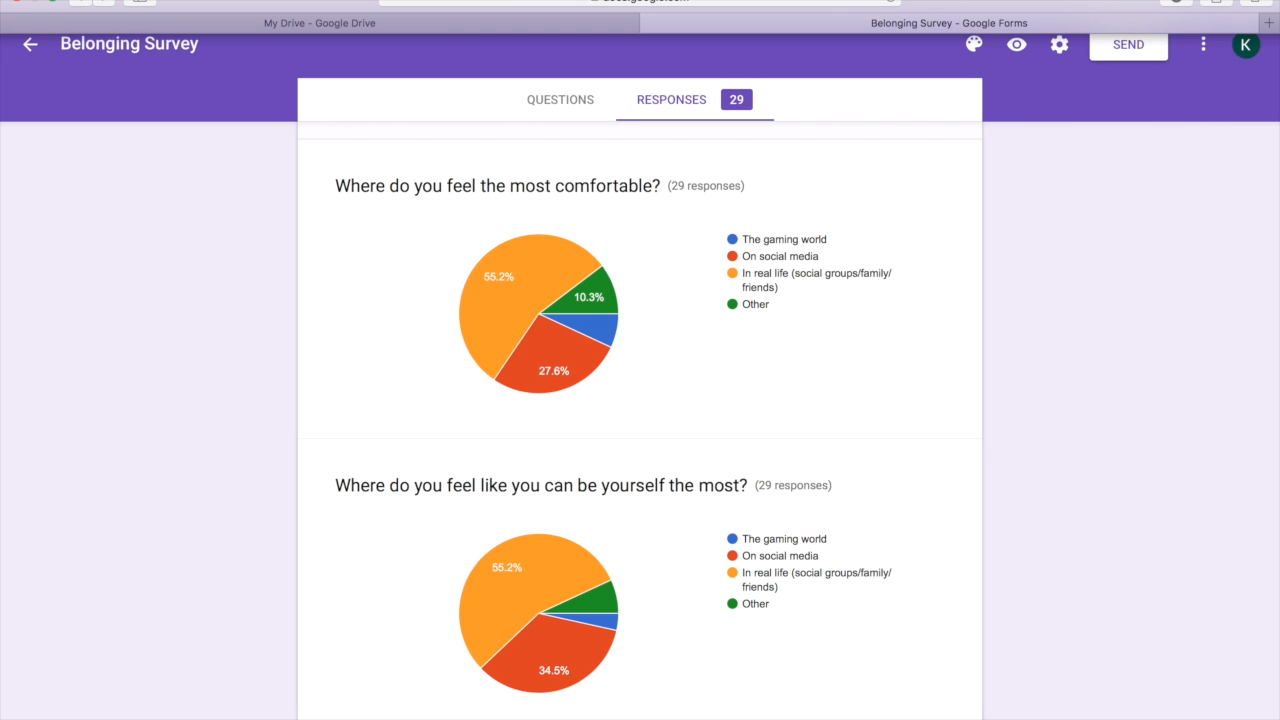 My Drive - Google Drive
Belonging Survey - Google Forms
Belonging Survey
SEND
K
QUESTIONS
RESPONSES 29
Where do you feel the most comfortable? (29 responses)
55.2%
10.3%
27.6%
The gaming world
On social media
In real life (social groups/family/
friends)
Other
Where do you feel like you can be yourself the most? (29 responses)
55.2%
34.5%
The gaming world
On social media
In real life (social groups/family/
friends)
Other